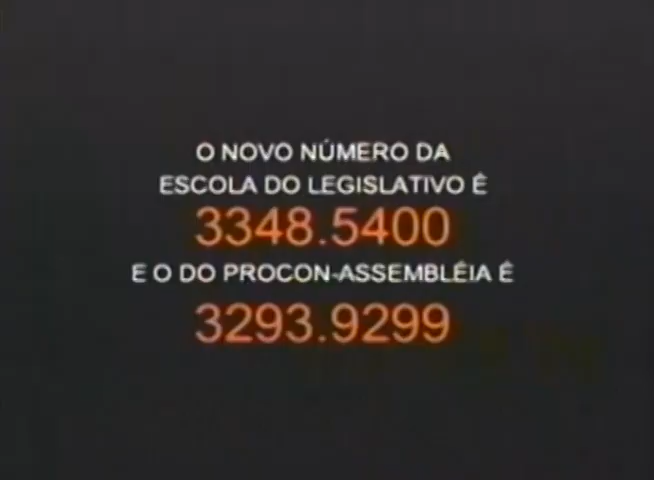 O NOVO NÚMERO DA
ESCOLA DO LEGISLATIVO É
3348.5400
E O DO PROCON-ASSEMBLÉIA É
3293.9299